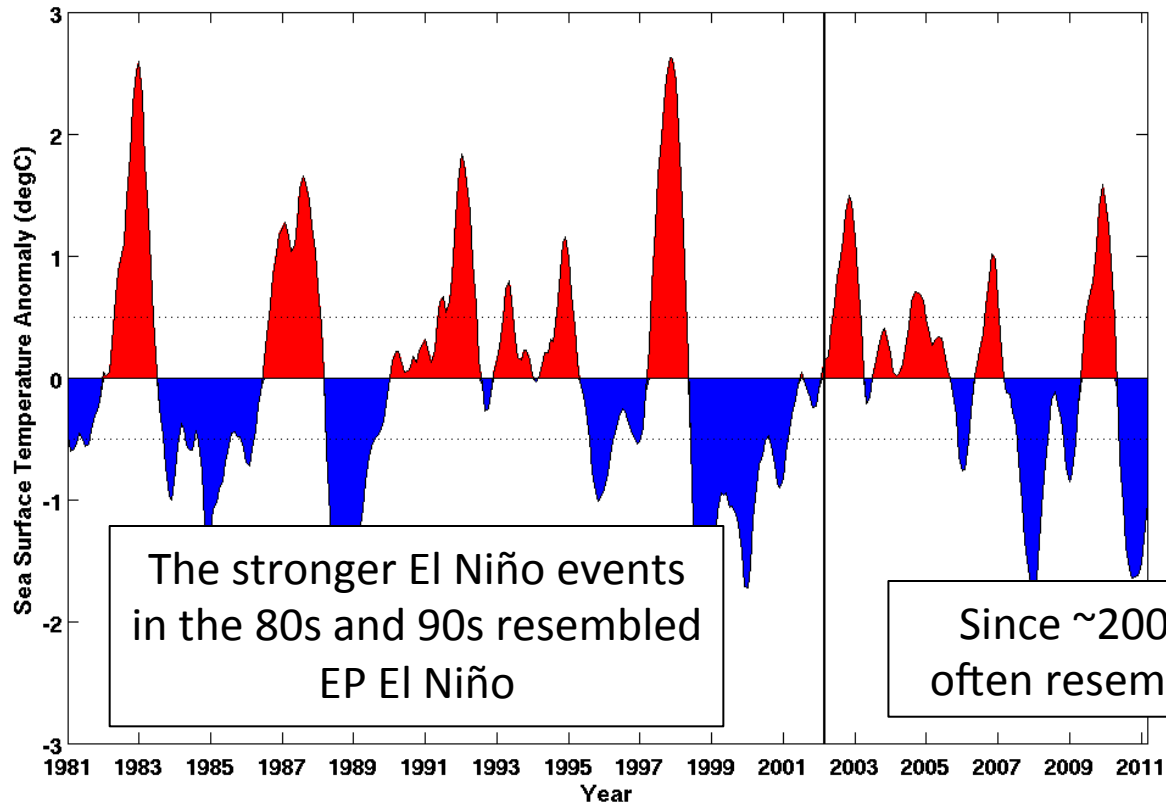 3
2
1
0
-1
-2
-3
Sea Surface Temperature Anomaly (degC)
The stronger El Niño events
in the 80s and 90s resembled
EP El Niño
Since ~200
often resem
1981 1983 1985 1987 1989 1991 1993 1995 1997 1999 2001 2003 2005 2007 2009 2011
Year